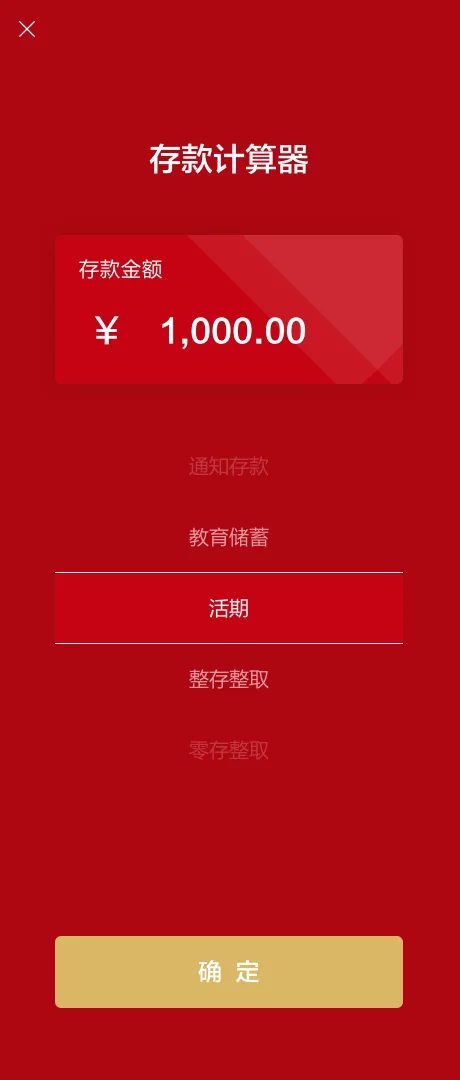 存款计算器
存款金额
¥ 1,000.00
通知存款
教育储蓄
活期
整存整取
零存整取
确 定